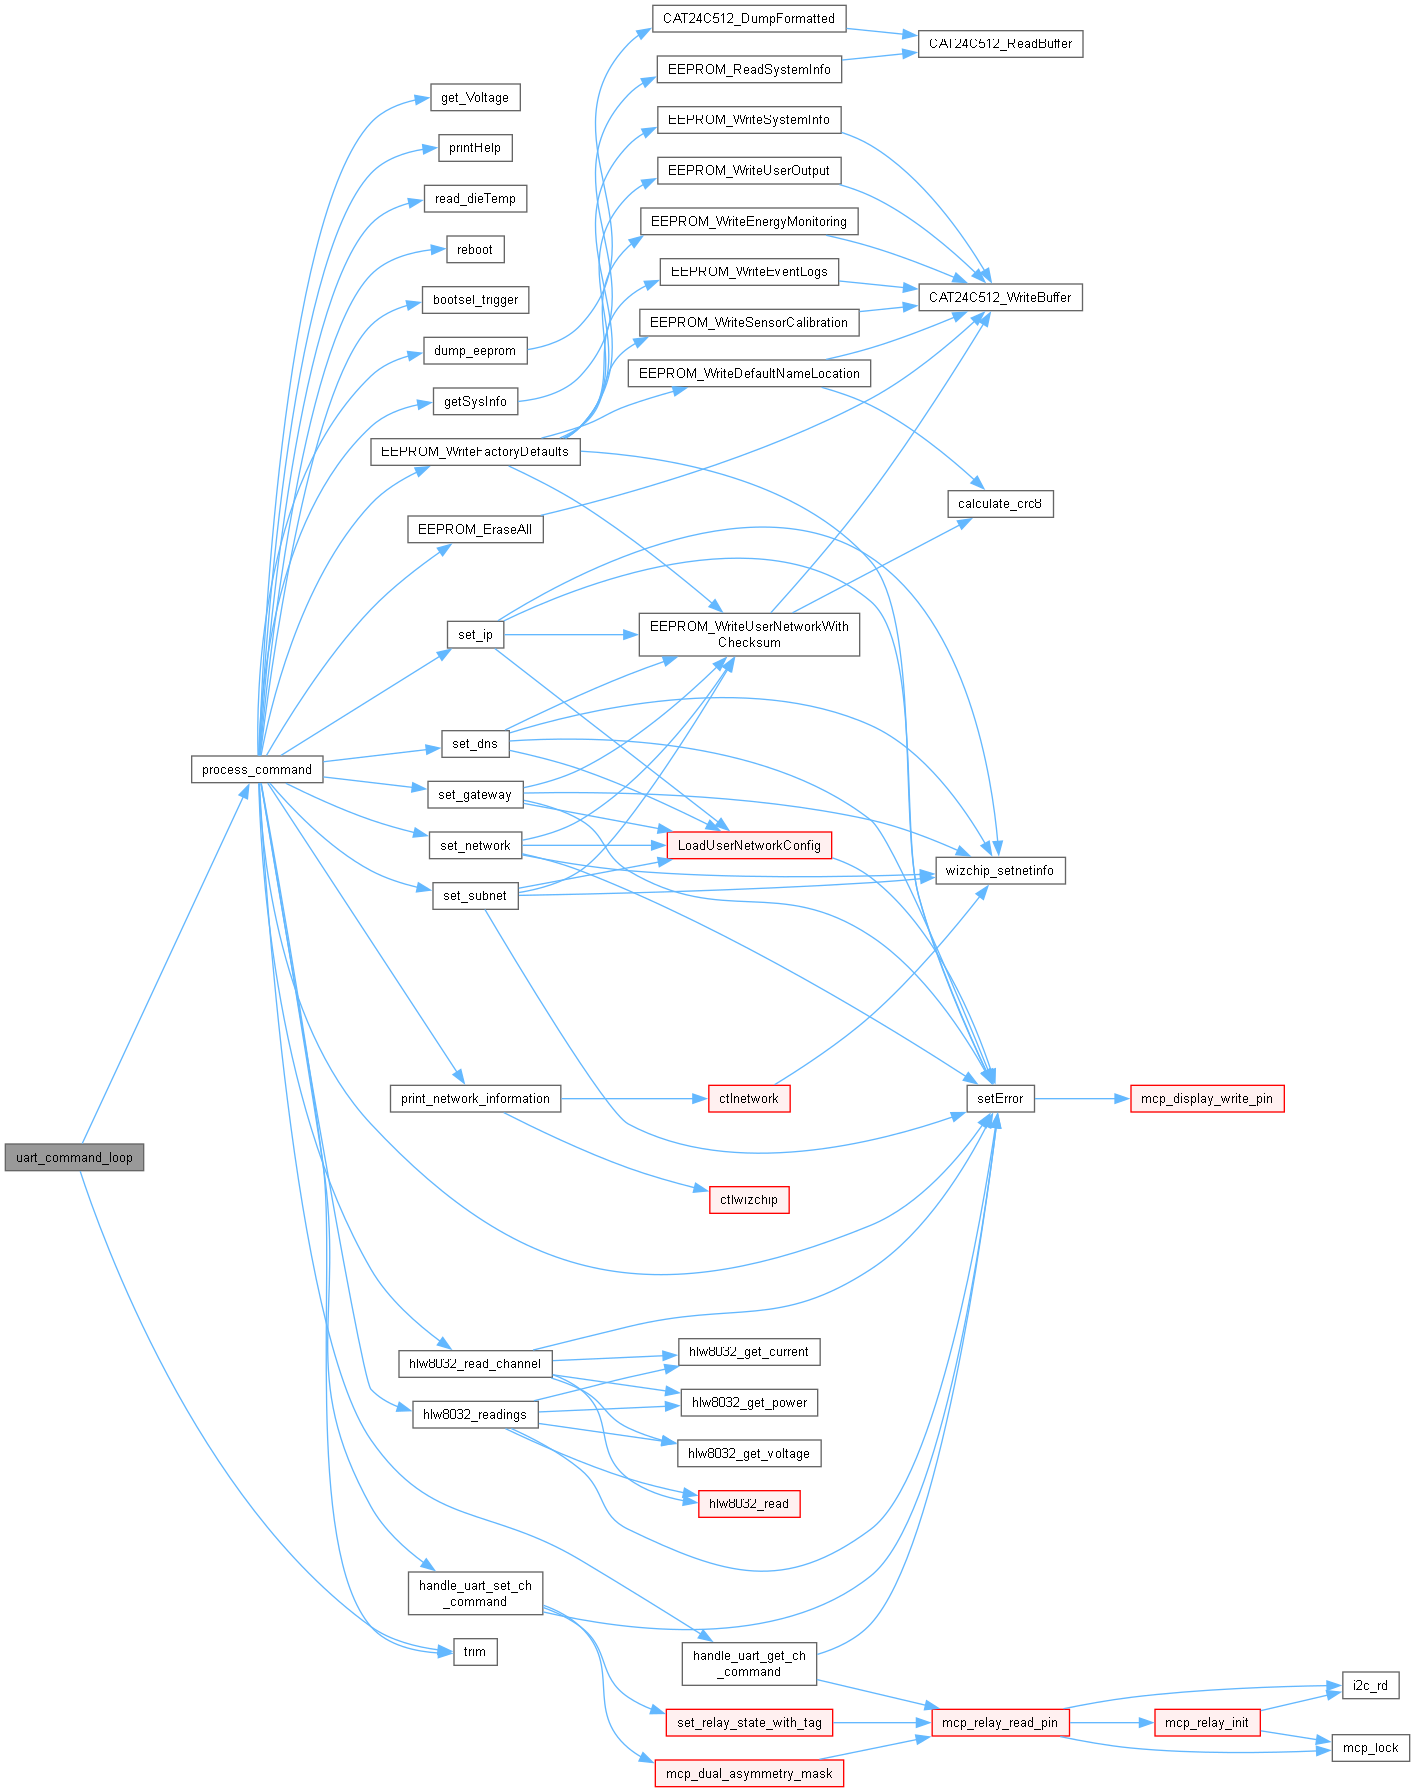 CAT24C512_DumpFormatted
CAT24C512_ReadBuffer
EEPROM_ReadSystemInfo
get_Voltage
EEPROM_WriteSystemInfo
printHelp
EEPROM_WriteUserOutput
read_dieTemp
EEPROM_WriteEnergyMonitoring
reboot
EEPROM_WriteEventLogs
bootsel_trigger
CAT24C512_WriteBuffer
EEPROM_WriteSensorCalibration
dump_eeprom
EEPROM_WriteDefaultNameLocation
getSysInfo
EEPROM_WriteFactoryDefaults
calculate_crc8
EEPROM_EraseAll
set_ip
EEPROM_WriteUserNetworkWith
Checksum
set_dns
process_command
set_gateway
set_network
LoadUserNetworkConfig
wizchip_setnetinfo
set_subnet
print_network_information
ctlnetwork
setError
mcp_display_write_pin
uart_command_loop
ctlwizchip
hlw8032_get_current
hlw8032_read_channel
hlw8032_get_power
hlw8032_readings
hlw8032_get_voltage
hlw8032_read
handle_uart_set_ch
_command
trim
handle_uart_get_ch
_command
i2c_rd
set_relay_state_with_tag
mcp_relay_read_pin
mcp_relay_init
mcp_lock
mcp_dual_asymmetry_mask